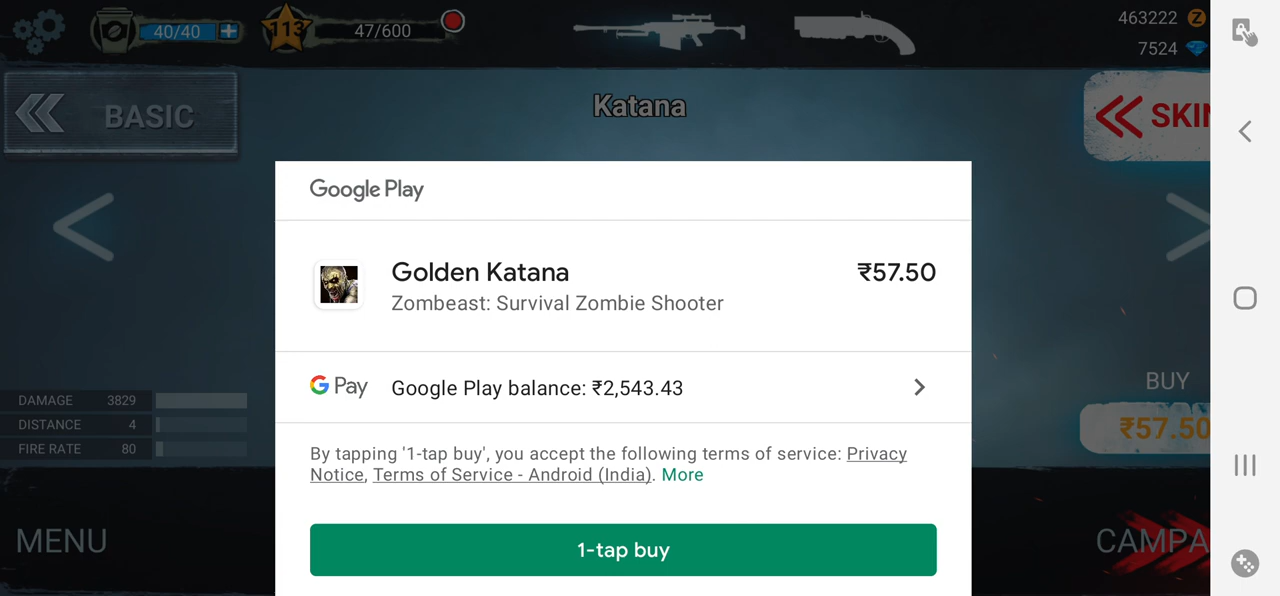 40/40
113
47/600
463222
7524
BASIC
Katana
SKIN
Google Play
Golden Katana
₹57.50
Zombeast: Survival Zombie Shooter
G Pay
Google Play balance: ₹2,543.43
BUY
₹57.50
DAMAGE 3829
DISTANCE 4
FIRE RATE 80
By tapping '1-tap buy', you accept the following terms of service: Privacy
Notice, Terms of Service - Android (India). More
1-tap buy
MENU
CAMPA